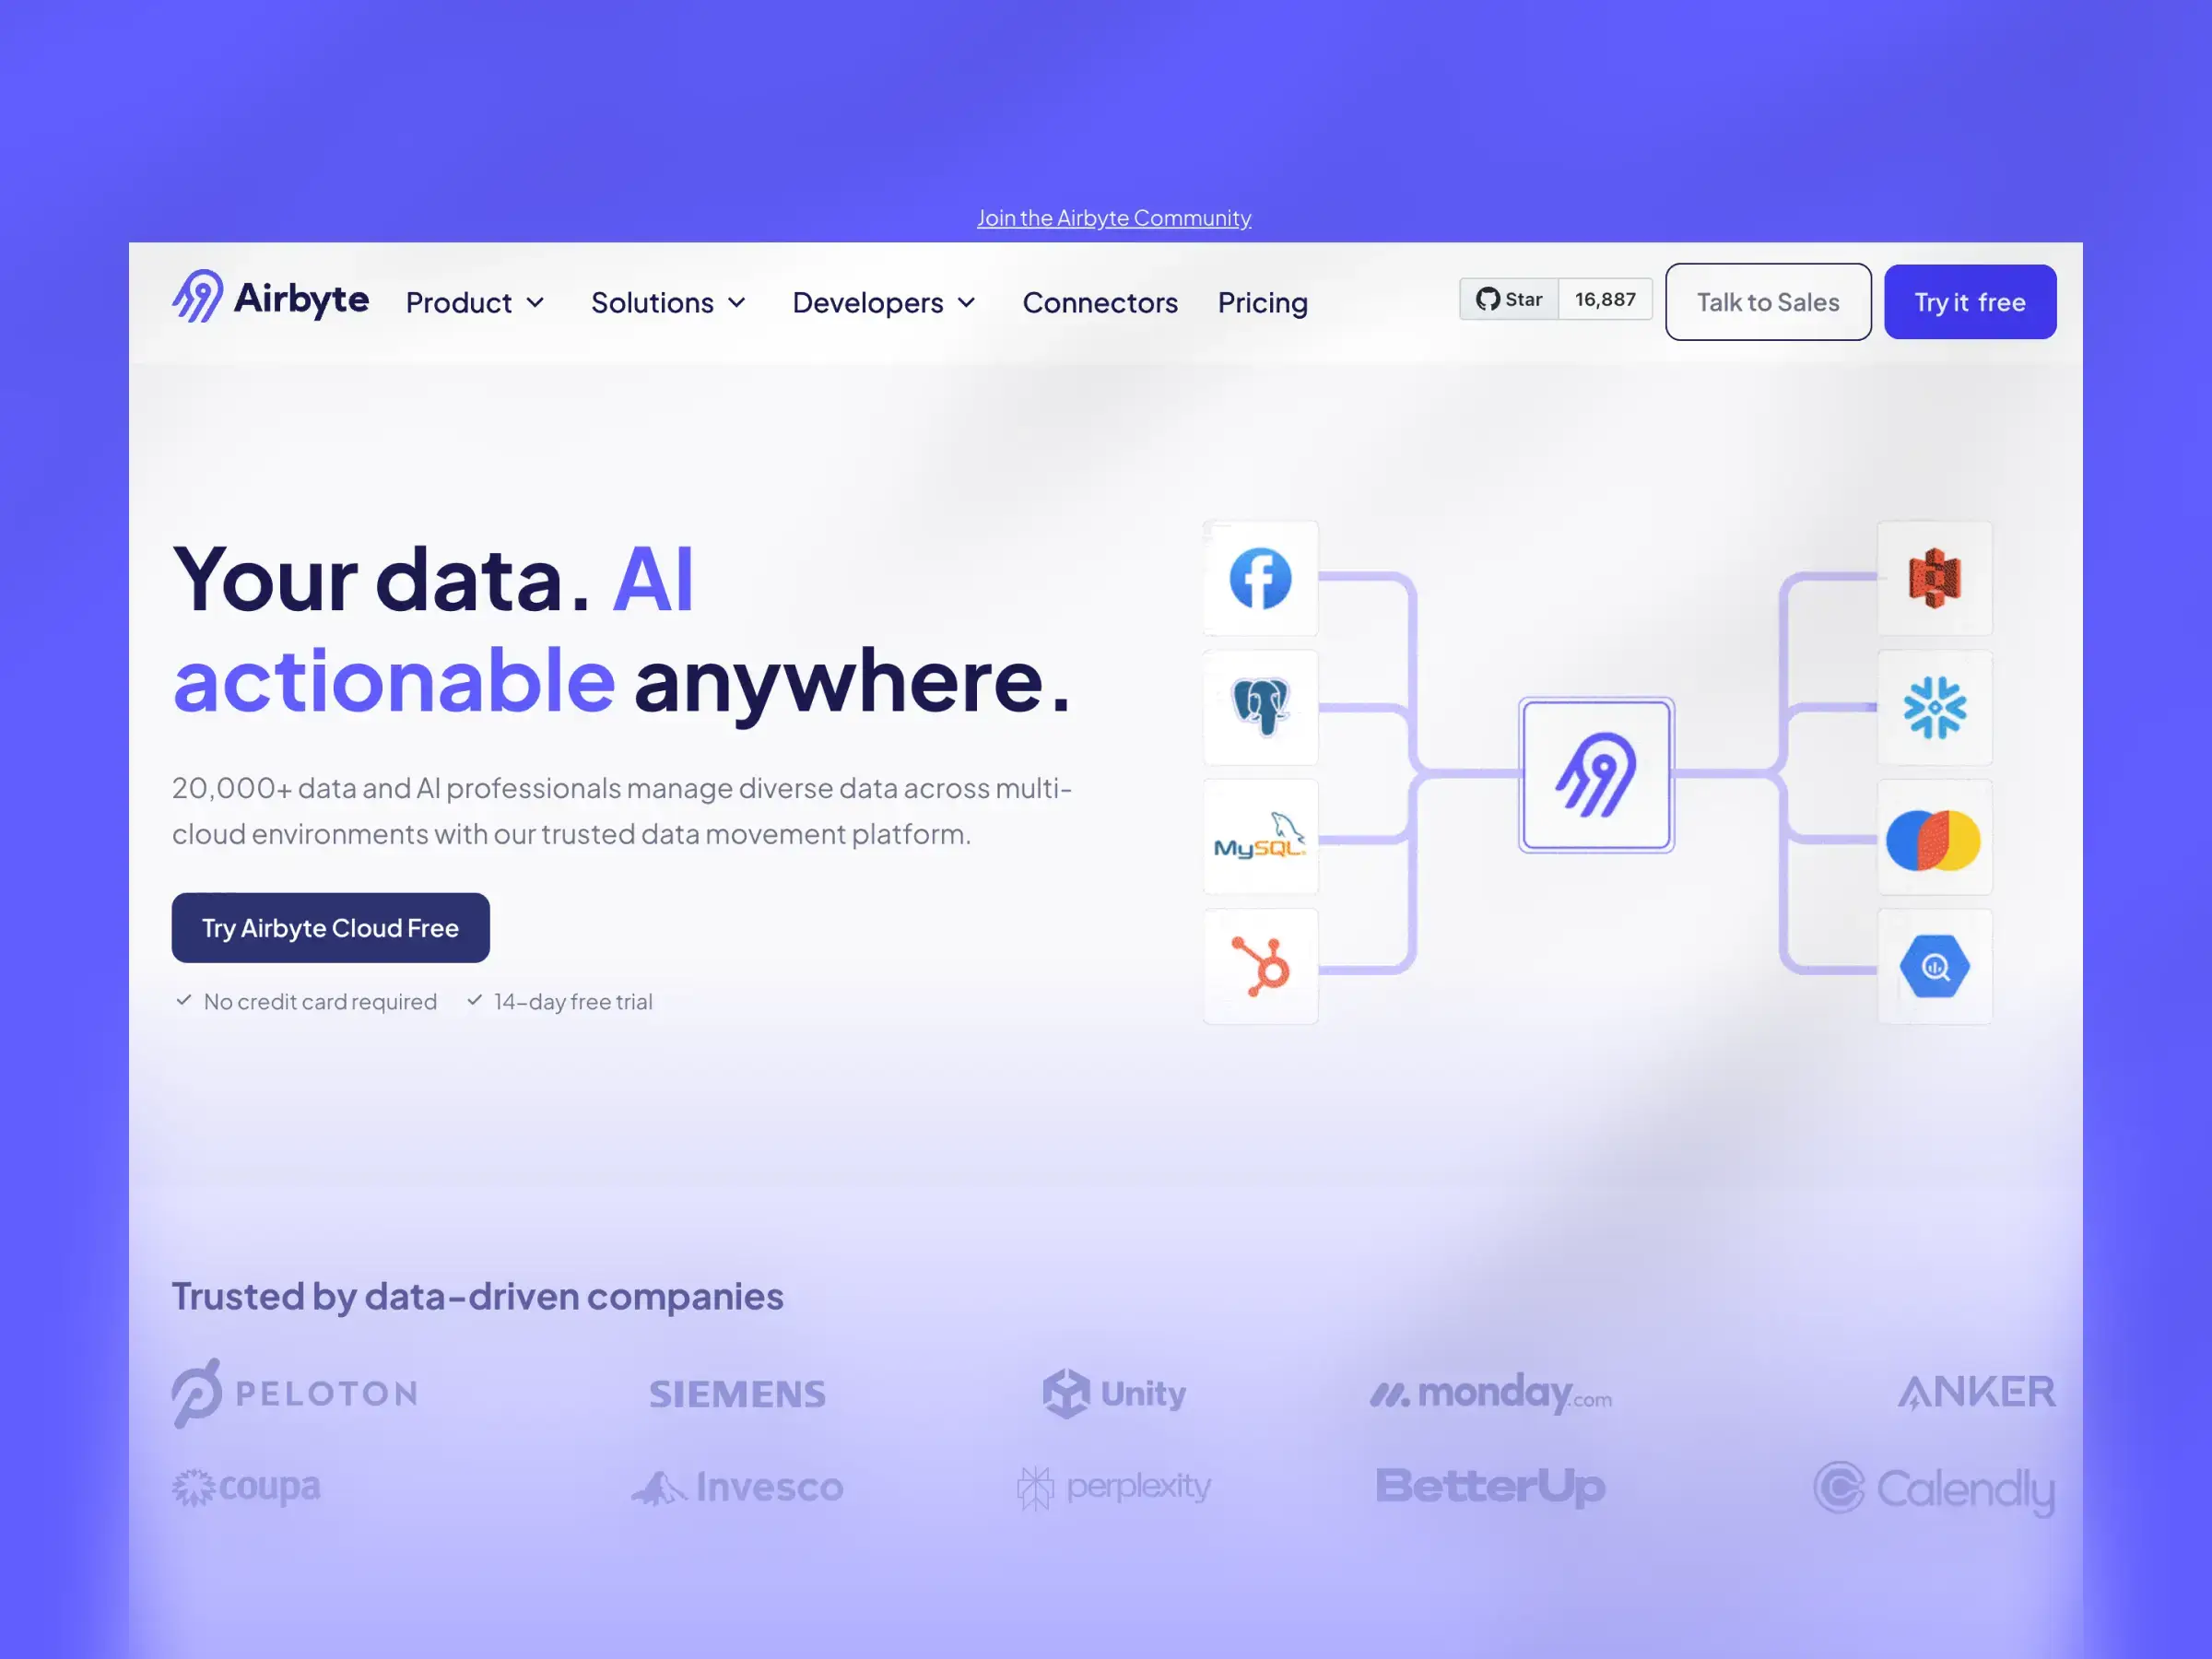 Join the Airbyte Community
Airbyte Product Solutions Developers Connectors Pricing Star 16,887 Talk to Sales Try it free
Your data. AI
actionable anywhere.
20,000+ data and AI professionals manage diverse data across multi-
cloud environments with our trusted data movement platform.
Try Airbyte Cloud Free
No credit card required 14-day free trial
MySQL
Trusted by data-driven companies
PELOTON SIEMENS Unity monday.com ANKER
coupa Invesco perplexity BetterUp Calendly